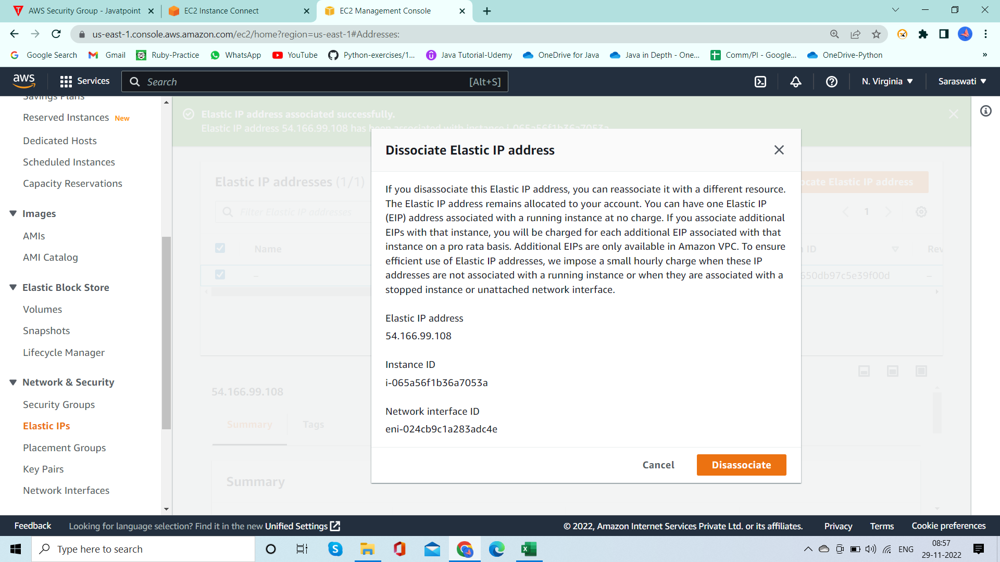 AWS Security Group - Javatpoint
EC2 Instance Connect
EC2 Management Console
us-east-1.console.aws.amazon.com/ec2/home?region=us-east-1#Addresses:
Google Search
Gmail
Ruby-Practice
WhatsApp
YouTube
Python-exercises/1...
Java Tutorial-Udemy
OneDrive for Java
Java in Depth - One...
Comm/PI - Google...
OneDrive-Python
»
aws
Services
Search
[Alt+S]
N. Virginia
Saraswati
Savings Plans
Reserved Instances New
Dedicated Hosts
Scheduled Instances
Capacity Reservations
Images
AMIs
AMI Catalog
Elastic Block Store
Volumes
Snapshots
Lifecycle Manager
Network & Security
Security Groups
Elastic IPs
Placement Groups
Key Pairs
Network Interfaces
Elastic IP address associated successfully.
Elastic IP address 54.166.99.108 has been associated with instance i-065a56f1b36a7053a
Elastic IP addresses (1/1)
ocate Elastic IP address
Filter Elastic IP addresses
1
Name
ID
Rev
–
650db97c5e39f00d
–
54.166.99.108
Summary
Tags
Summary
Dissociate Elastic IP address
If you disassociate this Elastic IP address, you can reassociate it with a different resource.
The Elastic IP address remains allocated to your account. You can have one Elastic IP
(EIP) address associated with a running instance at no charge. If you associate additional
EIPs with that instance, you will be charged for each additional EIP associated with that
instance on a pro rata basis. Additional EIPs are only available in Amazon VPC. To ensure
efficient use of Elastic IP addresses, we impose a small hourly charge when these IP
addresses are not associated with a running instance or when they are associated with a
stopped instance or unattached network interface.
Elastic IP address
54.166.99.108
Instance ID
i-065a56f1b36a7053a
Network interface ID
eni-024cb9c1a283adc4e
Cancel
Disassociate
Feedback
Looking for language selection? Find it in the new Unified Settings
© 2022, Amazon Internet Services Private Ltd. or its affiliates.
Privacy
Terms
Cookie preferences
Type here to search
ENG
08:57
29-11-2022